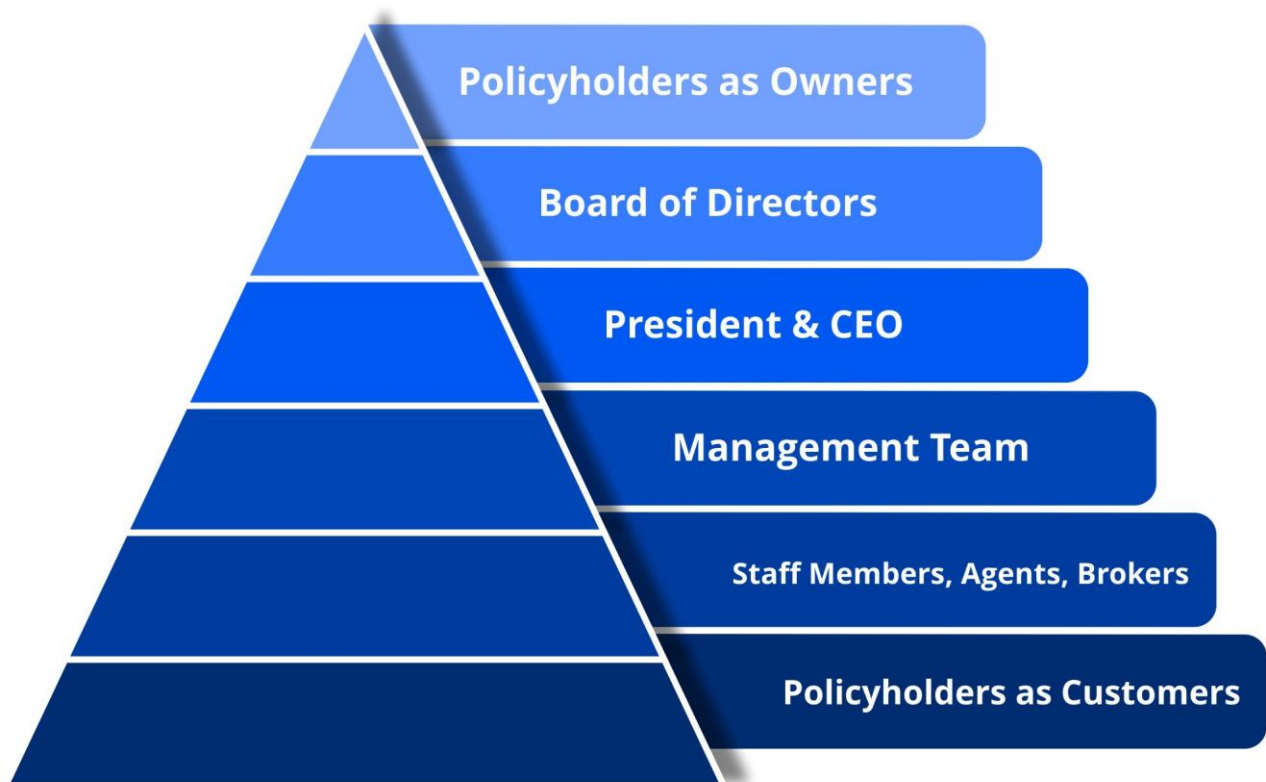 Policyholders as Owners
Board of Directors
President & CEO
Management Team
Staff Members, Agents, Brokers
Policyholders as Customers